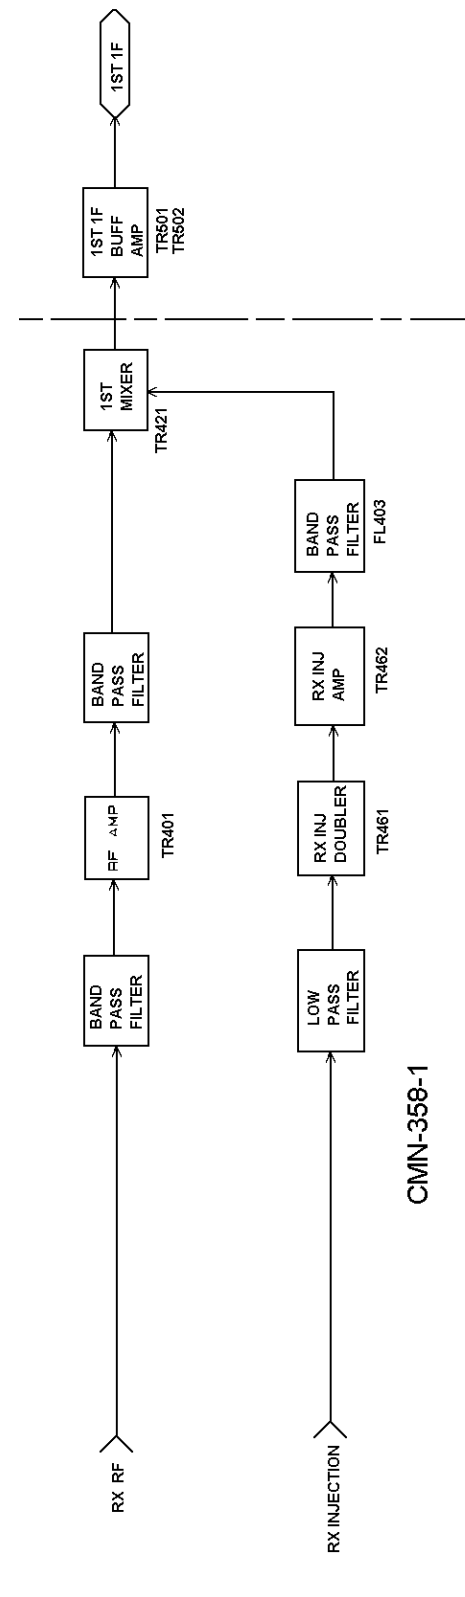 RX RF
BAND
PASS
FILTER
RF AMP
TR401
BAND
PASS
FILTER
1ST
MIXER
TR421
1ST 1F
BUFF
AMP
TR501
TR502
1ST 1F
RX INJECTION
LOW
PASS
FILTER
RX INJ
DOUBLER
TR461
RX INJ
AMP
TR462
BAND
PASS
FILTER
FL403
CMN-358-1